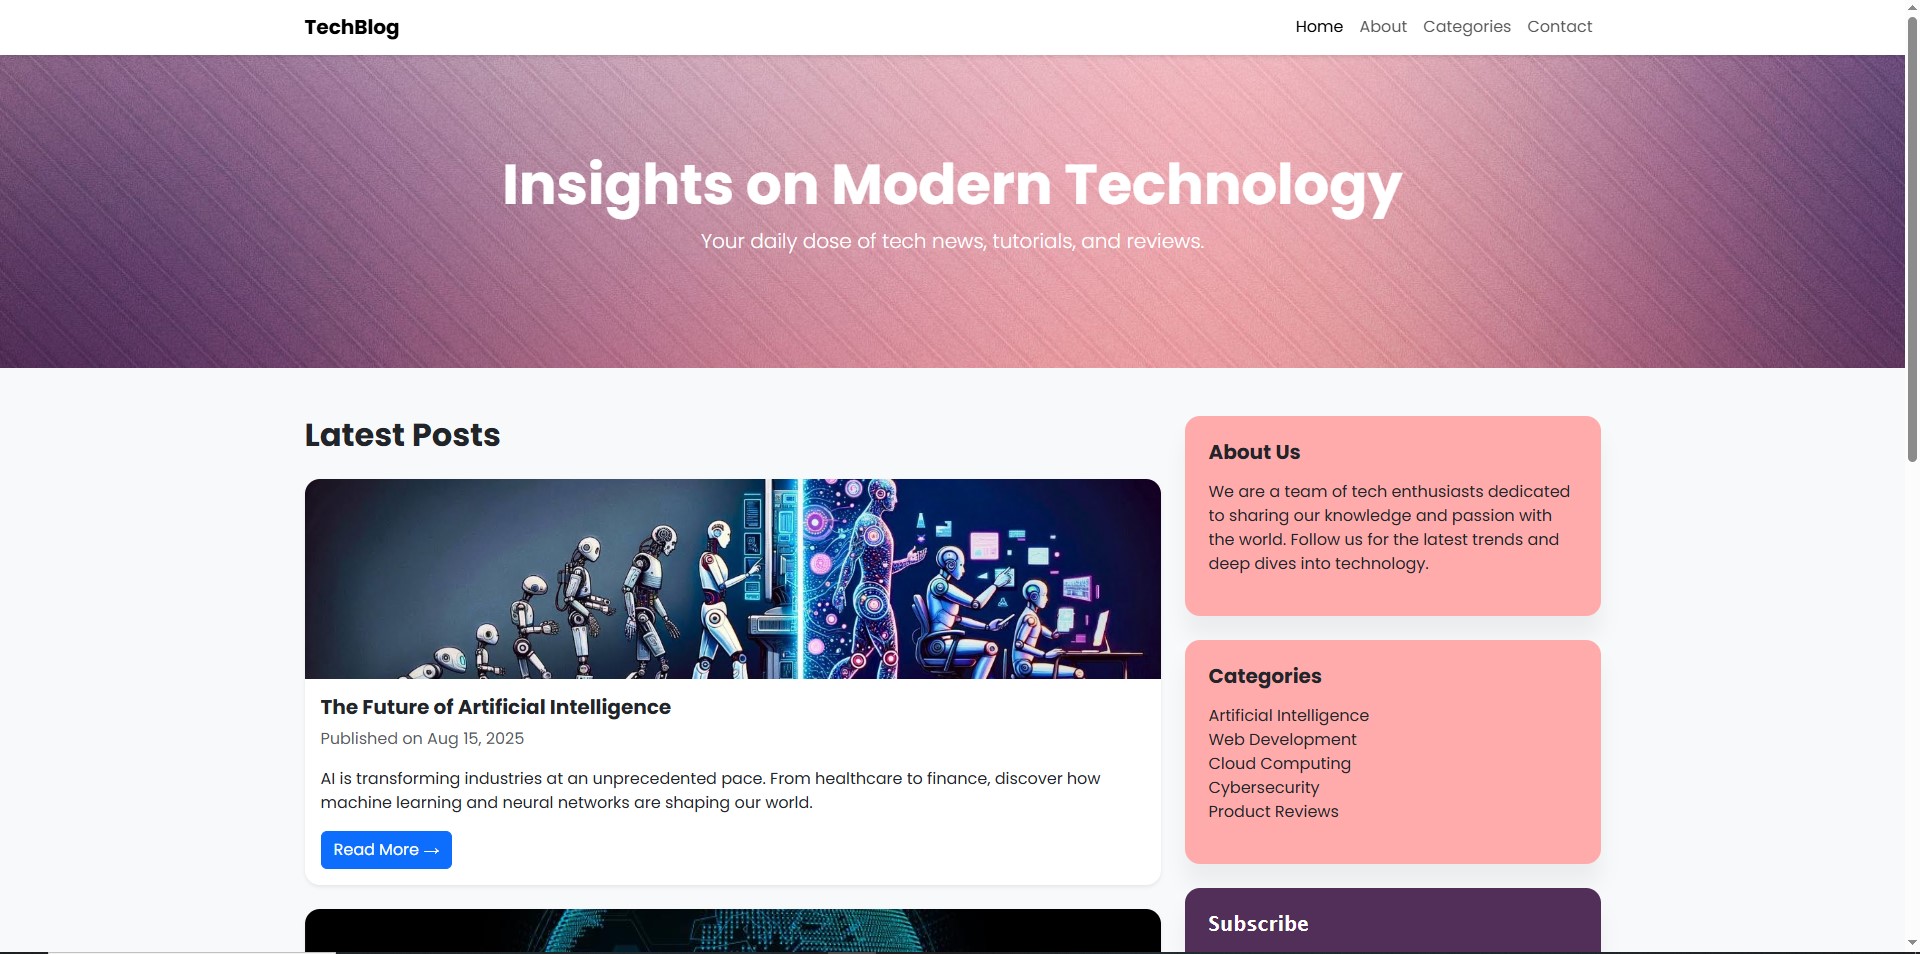 TechBlog
Home About Categories Contact
Insights on Modern Technology
Your daily dose of tech news, tutorials, and reviews.
Latest Posts
The Future of Artificial Intelligence
Published on Aug 15, 2025
AI is transforming industries at an unprecedented pace. From healthcare to finance, discover how
machine learning and neural networks are shaping our world.
Read More →
About Us
We are a team of tech enthusiasts dedicated
to sharing our knowledge and passion with
the world. Follow us for the latest trends and
deep dives into technology.
Categories
Artificial Intelligence
Web Development
Cloud Computing
Cybersecurity
Product Reviews
Subscribe